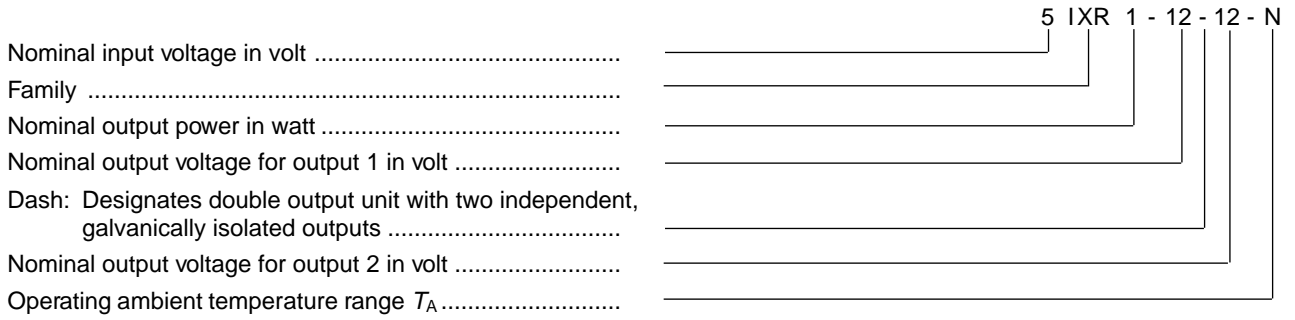 5 IXR 1 - 12 - 12 - N
Nominal input voltage in volt ..............................................
Family ................................................................................
Nominal output power in watt .............................................
Nominal output voltage for output 1 in volt .........................
Dash: Designates double output unit with two independent,
galvanically isolated outputs ...................................
Nominal output voltage for output 2 in volt .........................
Operating ambient temperature range TA ...........................